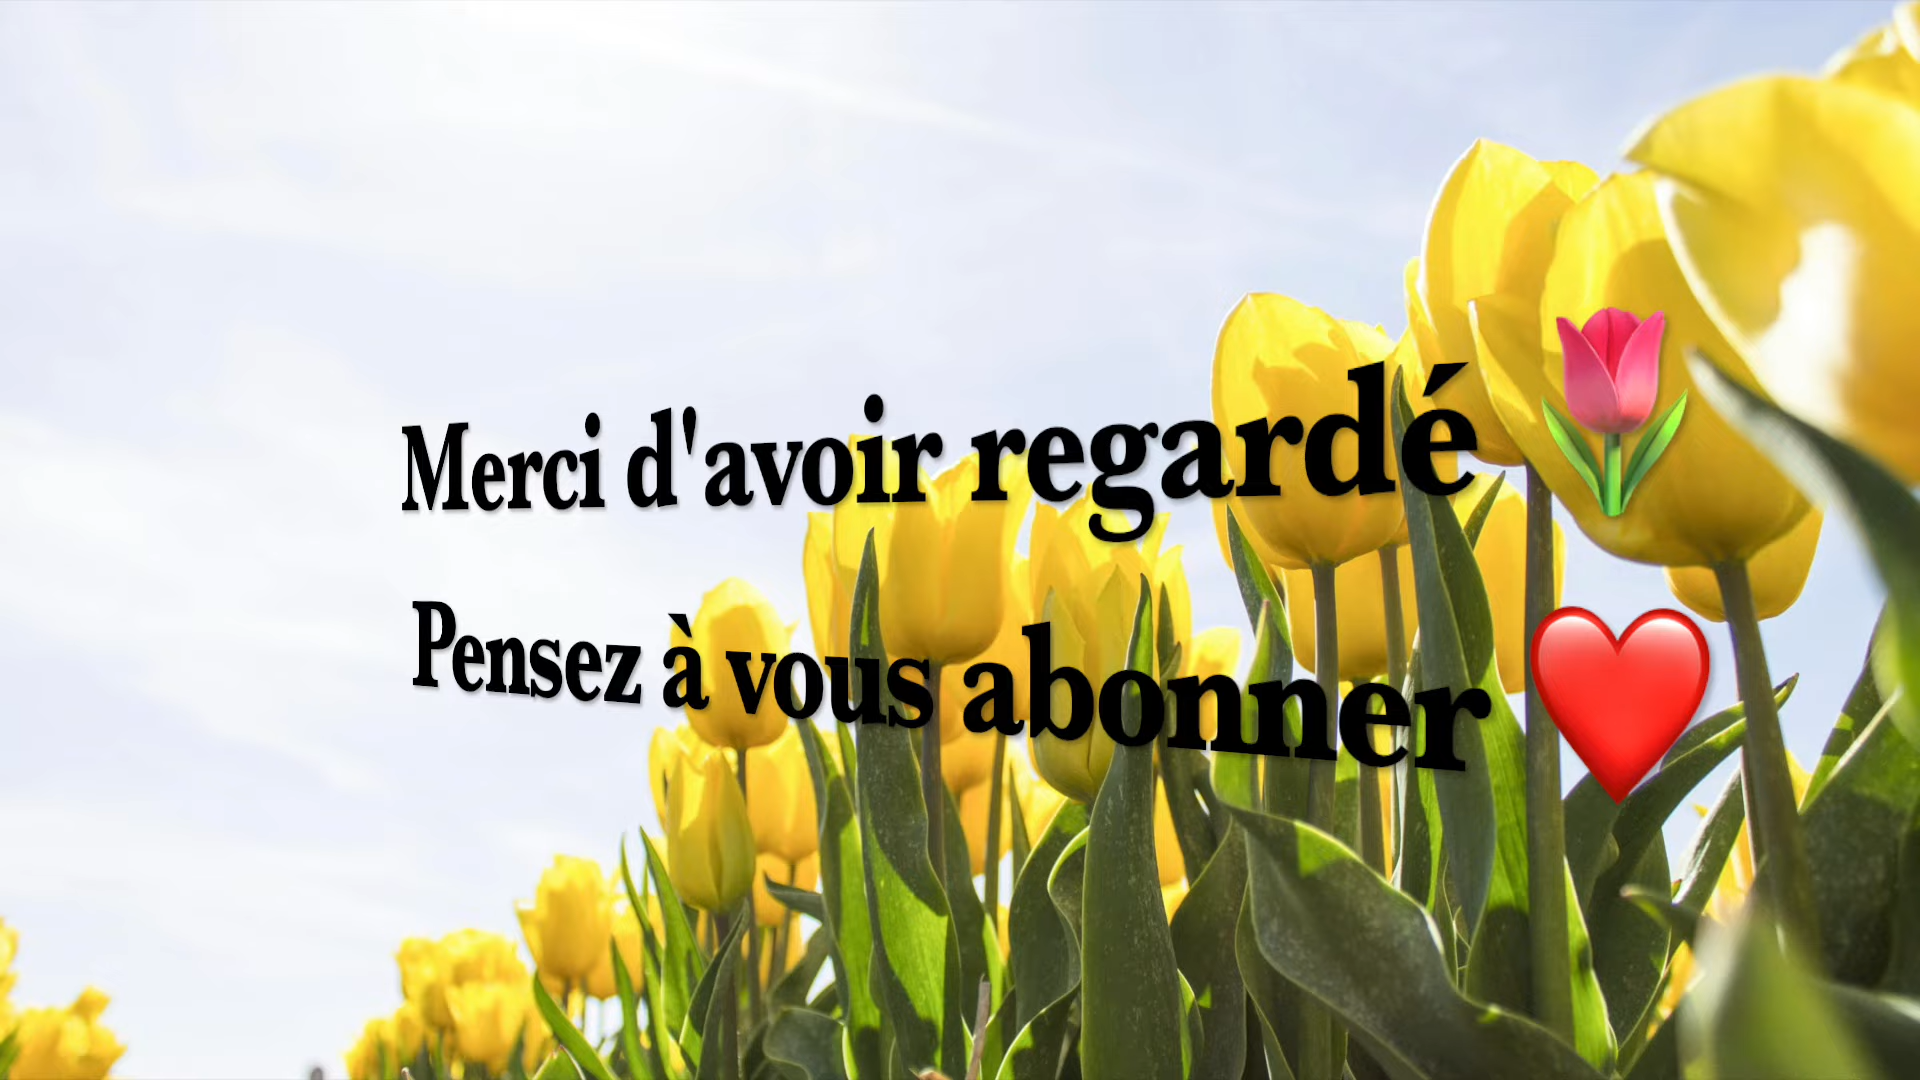 Merci d'avoir regardé 🌷
Pensez à vous abonner ❤️